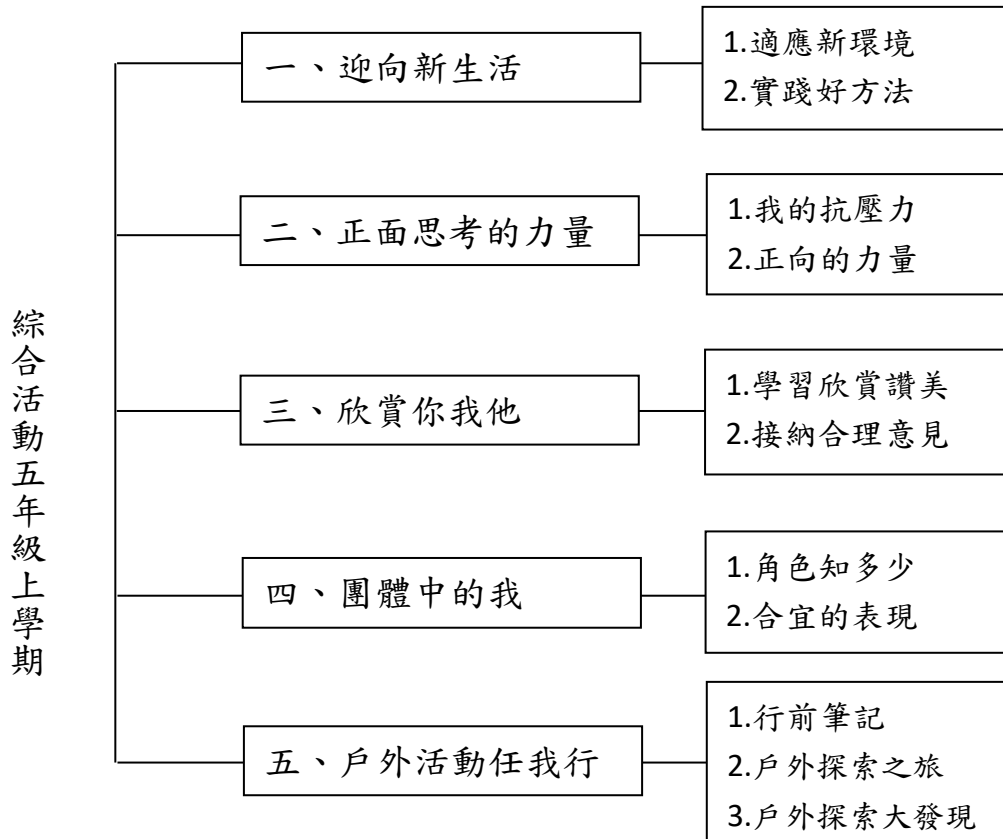 綜合活動五年級上學期
一、迎向新生活
1.適應新環境
2.實踐好方法
二、正面思考的力量
1.我的抗壓力
2.正向的力量
三、欣賞你我他
1.學習欣賞讚美
2.接納合理意見
四、團體中的我
1.角色知多少
2.合宜的表現
五、戶外活動任我行
1.行前筆記
2.戶外探索之旅
3.戶外探索大發現